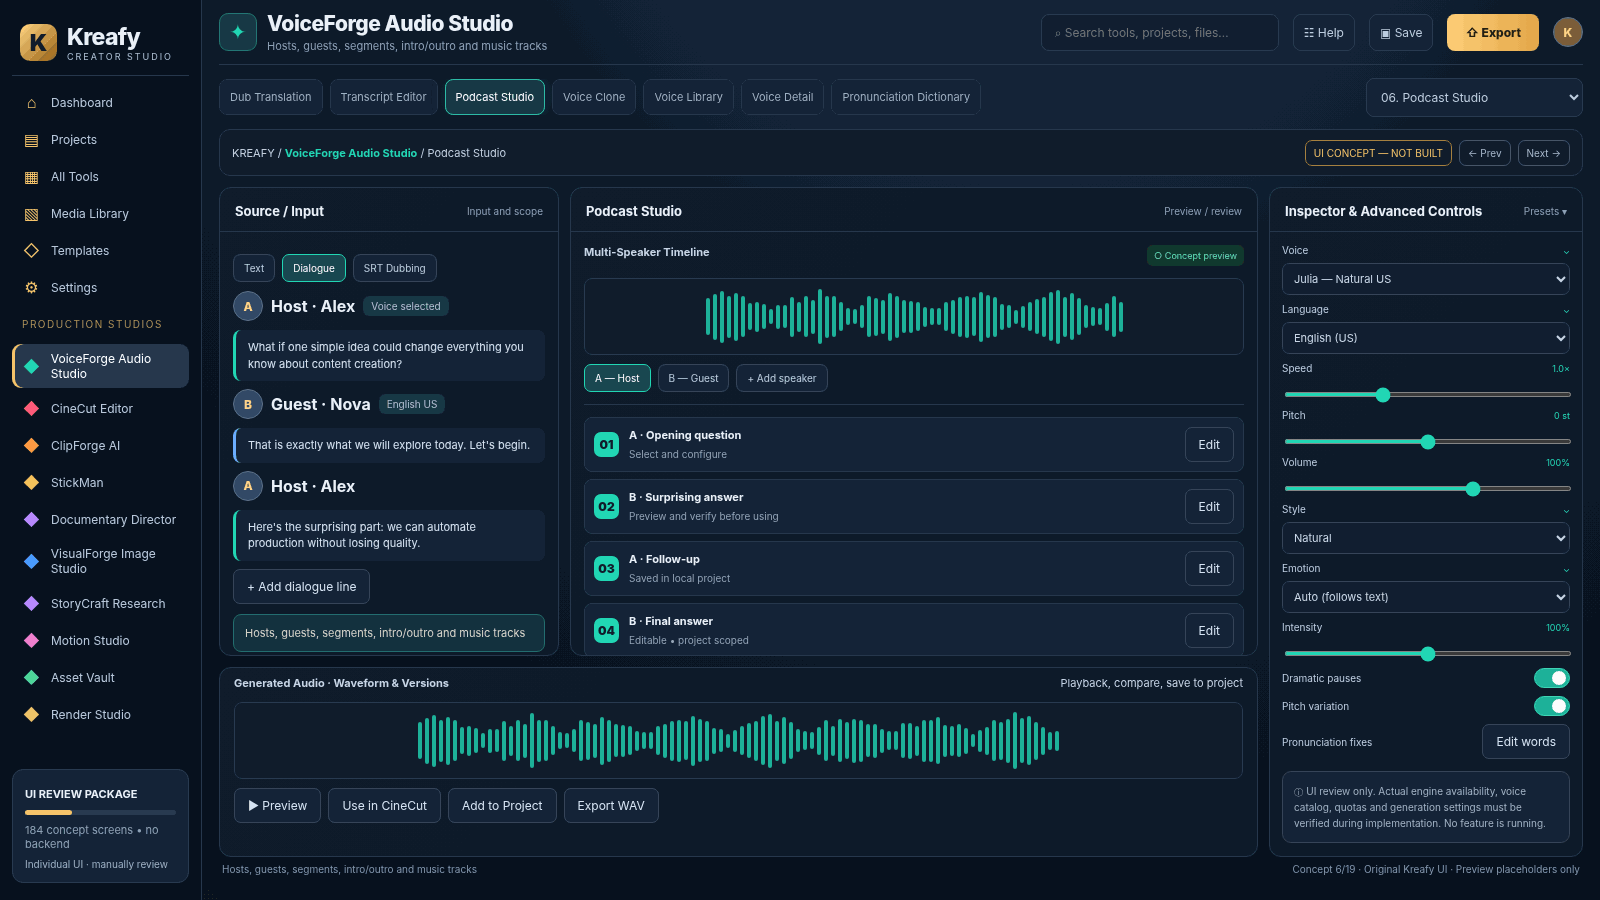 K
Kreafy
CREATOR STUDIO
Dashboard
Projects
All Tools
Media Library
Templates
Settings
PRODUCTION STUDIOS
VoiceForge Audio
Studio
CineCut Editor
ClipForge AI
StickMan
Documentary Director
VisualForge Image
Studio
StoryCraft Research
Motion Studio
Asset Vault
Render Studio
UI REVIEW PACKAGE
184 concept screens • no
backend
Individual UI · manually review
VoiceForge Audio Studio
Hosts, guests, segments, intro/outro and music tracks
Search tools, projects, files...
Help
Save
Export
K
Dub Translation
Transcript Editor
Podcast Studio
Voice Clone
Voice Library
Voice Detail
Pronunciation Dictionary
06. Podcast Studio
KREAFY / VoiceForge Audio Studio / Podcast Studio
UI CONCEPT — NOT BUILT
← Prev
Next →
Source / Input
Input and scope
Text
Dialogue
SRT Dubbing
A
Host · Alex
Voice selected
What if one simple idea could change everything you
know about content creation?
B
Guest · Nova
English US
That is exactly what we will explore today. Let's begin.
A
Host · Alex
Here's the surprising part: we can automate
production without losing quality.
+ Add dialogue line
Hosts, guests, segments, intro/outro and music tracks
Podcast Studio
Preview / review
Multi-Speaker Timeline
Concept preview
A — Host
B — Guest
+ Add speaker
01
A · Opening question
Select and configure
Edit
02
B · Surprising answer
Preview and verify before using
Edit
03
A · Follow-up
Saved in local project
Edit
04
B · Final answer
Editable • project scoped
Edit
Generated Audio · Waveform & Versions
Playback, compare, save to project
▶ Preview
Use in CineCut
Add to Project
Export WAV
Inspector & Advanced Controls
Presets ▾
Voice
Julia — Natural US
Language
English (US)
Speed
1.0×
Pitch
0 st
Volume
100%
Style
Natural
Emotion
Auto (follows text)
Intensity
100%
Dramatic pauses
Pitch variation
Pronunciation fixes
Edit words
ⓘ UI review only. Actual engine availability, voice
catalog, quotas and generation settings must be
verified during implementation. No feature is running.
Hosts, guests, segments, intro/outro and music tracks
Concept 6/19 · Original Kreafy UI · Preview placeholders only